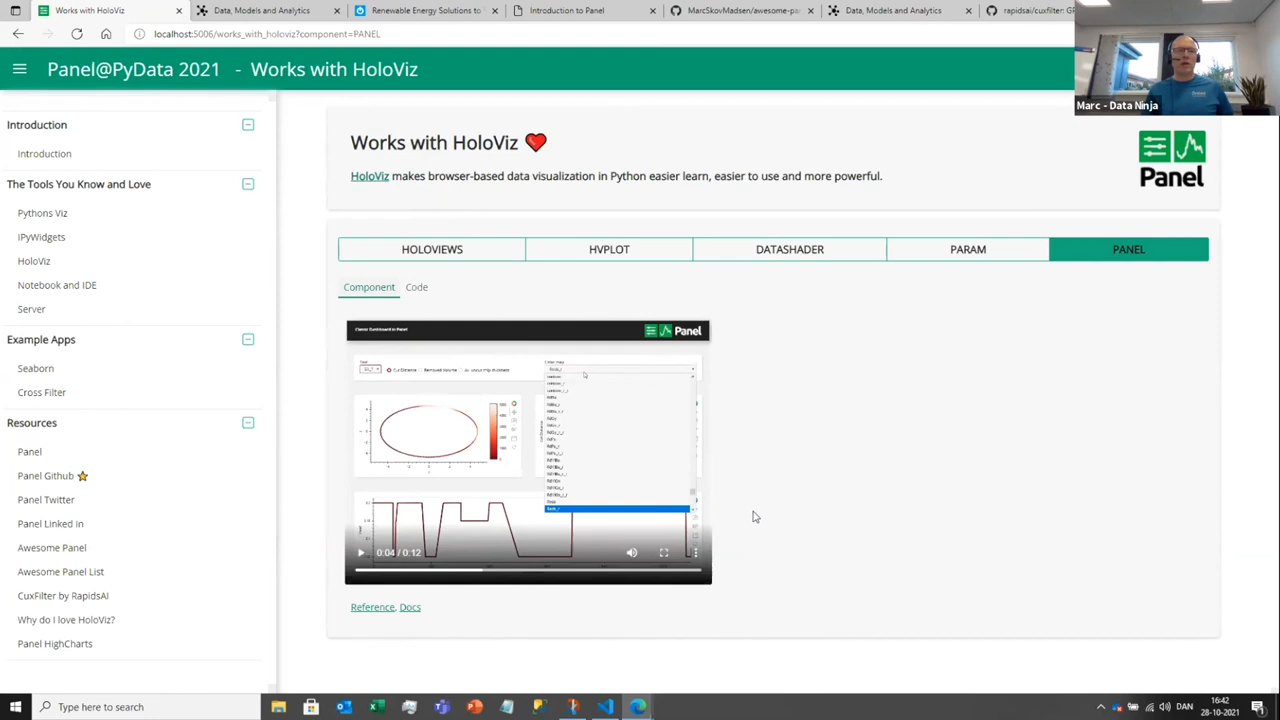 Works with HoloViz
Data, Models and Analytics
Renewable Energy Solutions to
Introduction to Panel
MarcSkovMadsen/awesome-pa
Data, Models and Analytics
rapidsai/cuxfilter: GP
localhost:5006/works_with_holoviz?component=PANEL
Panel@PyData 2021 - Works with HoloViz
Marc - Data Ninja
Introduction
Introduction
The Tools You Know and Love
Pythons Viz
IPyWidgets
HoloViz
Notebook and IDE
Server
Example Apps
Seaborn
Cross Filter
Resources
Panel
Panel Github ⭐
Panel Twitter
Panel Linked in
Awesome Panel
Awesome Panel List
CuxFilter by RapidsAI
Why do I love HoloViz?
Panel HighCharts
Works with HoloViz ❤️
HoloViz makes browser-based data visualization in Python easier learn, easier to use and more powerful.
Panel
HOLOVIEWS
HVPLOT
DATASHADER
PARAM
PANEL
Component
Code
Panel
Cut Distance
Removed Volume
0:04 / 0:12
Reference, Docs
Type here to search
DAN
16:42
28-10-2021